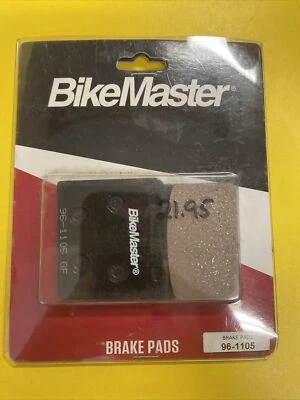 BikeMaster®
21.95
96-1105 GF
BikeMaster®
BRAKE PADS
96-1105
BRAKE PADS